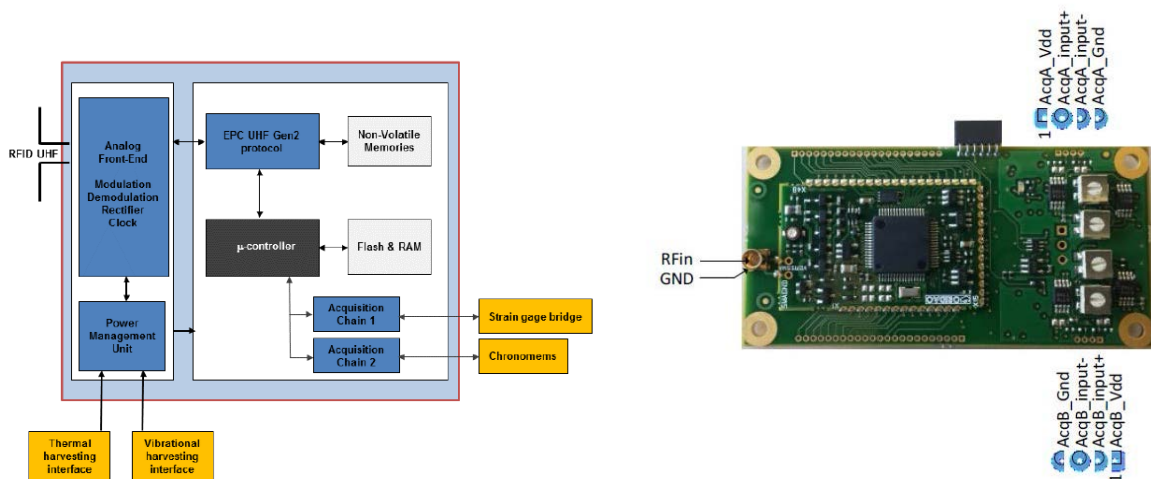 RFID UHF
Analog
Front-End
Modulation
Demodulation
Rectifier
Clock
EPC UHF Gen2
protocol
Non-Volatile
Memories
µ-controllor
Flash & RAM
Power
Management
Unit
Acquisition
Chain 1
Strain gage bridge
Acquisition
Chain 2
Chronomems
Thermal
harvesting
interface
Vibrational
harvesting
interface
1
AcqA_Vdd
AcqA_input+
AcqA_input-
AcqA_Gnd
RFin
GND
X4B
AcqB_Gnd
AcqB_input-
AcqB_input+
AcqB_Vdd
1